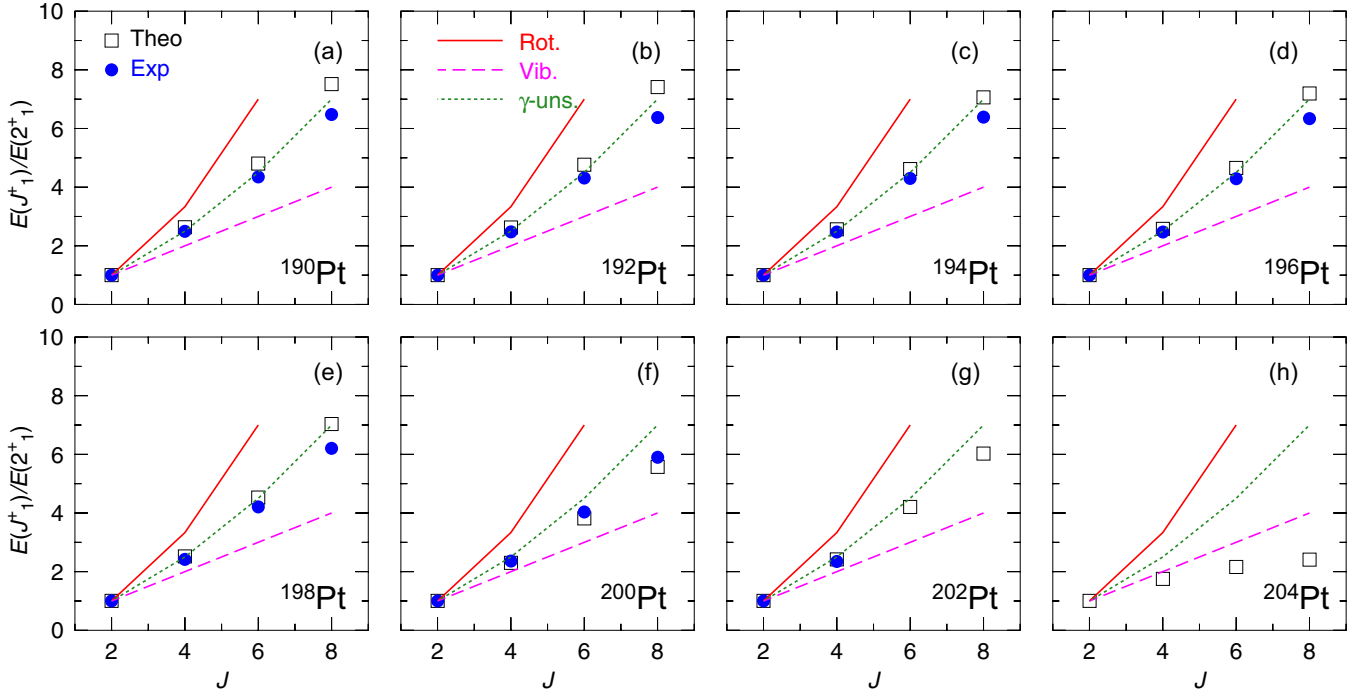 10
8
6
4
2
0
E(J⁺₁)/E(2⁺₁)
Theo
Exp
(a)
¹⁹⁰Pt
Rot.
Vib.
γ-uns.
(b)
¹⁹²Pt
(c)
¹⁹⁴Pt
(d)
¹⁹⁶Pt
10
8
6
4
2
0
E(J⁺₁)/E(2⁺₁)
(e)
¹⁹⁸Pt
(f)
²⁰⁰Pt
(g)
²⁰²Pt
(h)
²⁰⁴Pt
2 4 6 8
J
2 4 6 8
J
2 4 6 8
J
2 4 6 8
J